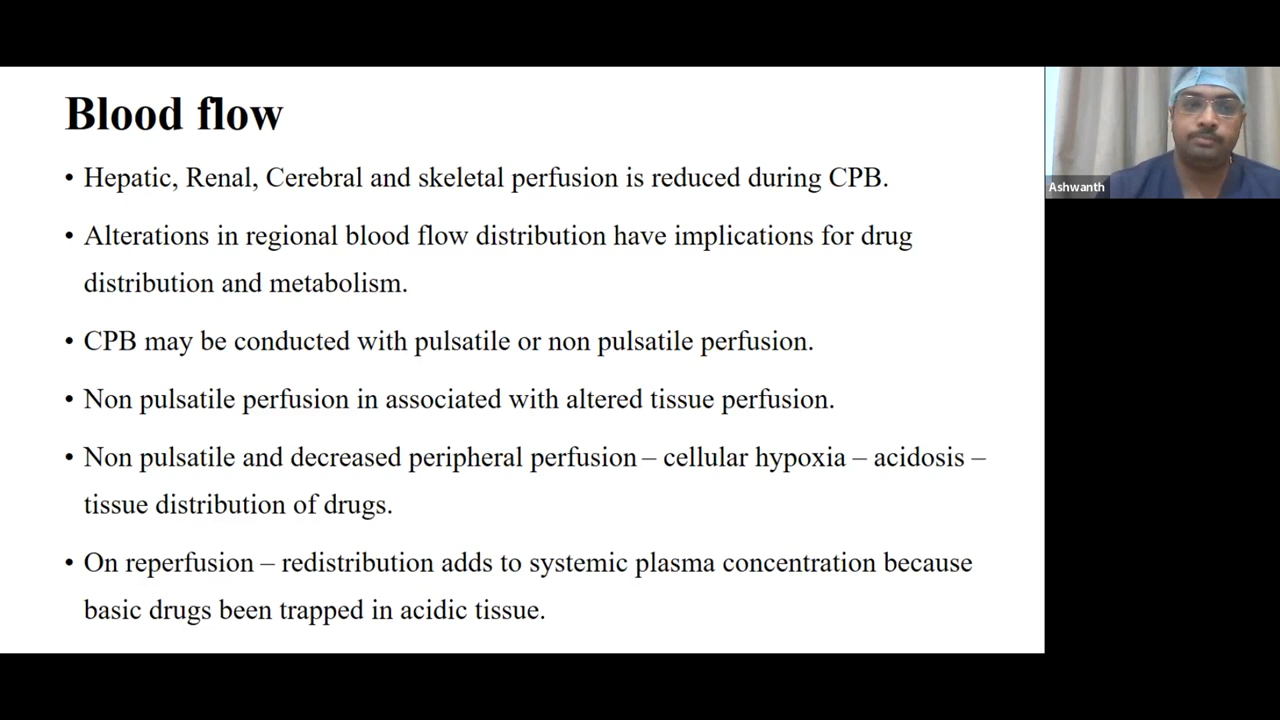 Blood flow
• Hepatic, Renal, Cerebral and skeletal perfusion is reduced during CPB.
• Alterations in regional blood flow distribution have implications for drug
distribution and metabolism.
• CPB may be conducted with pulsatile or non pulsatile perfusion.
• Non pulsatile perfusion in associated with altered tissue perfusion.
• Non pulsatile and decreased peripheral perfusion – cellular hypoxia – acidosis –
tissue distribution of drugs.
• On reperfusion – redistribution adds to systemic plasma concentration because
basic drugs been trapped in acidic tissue.
Ashwanth